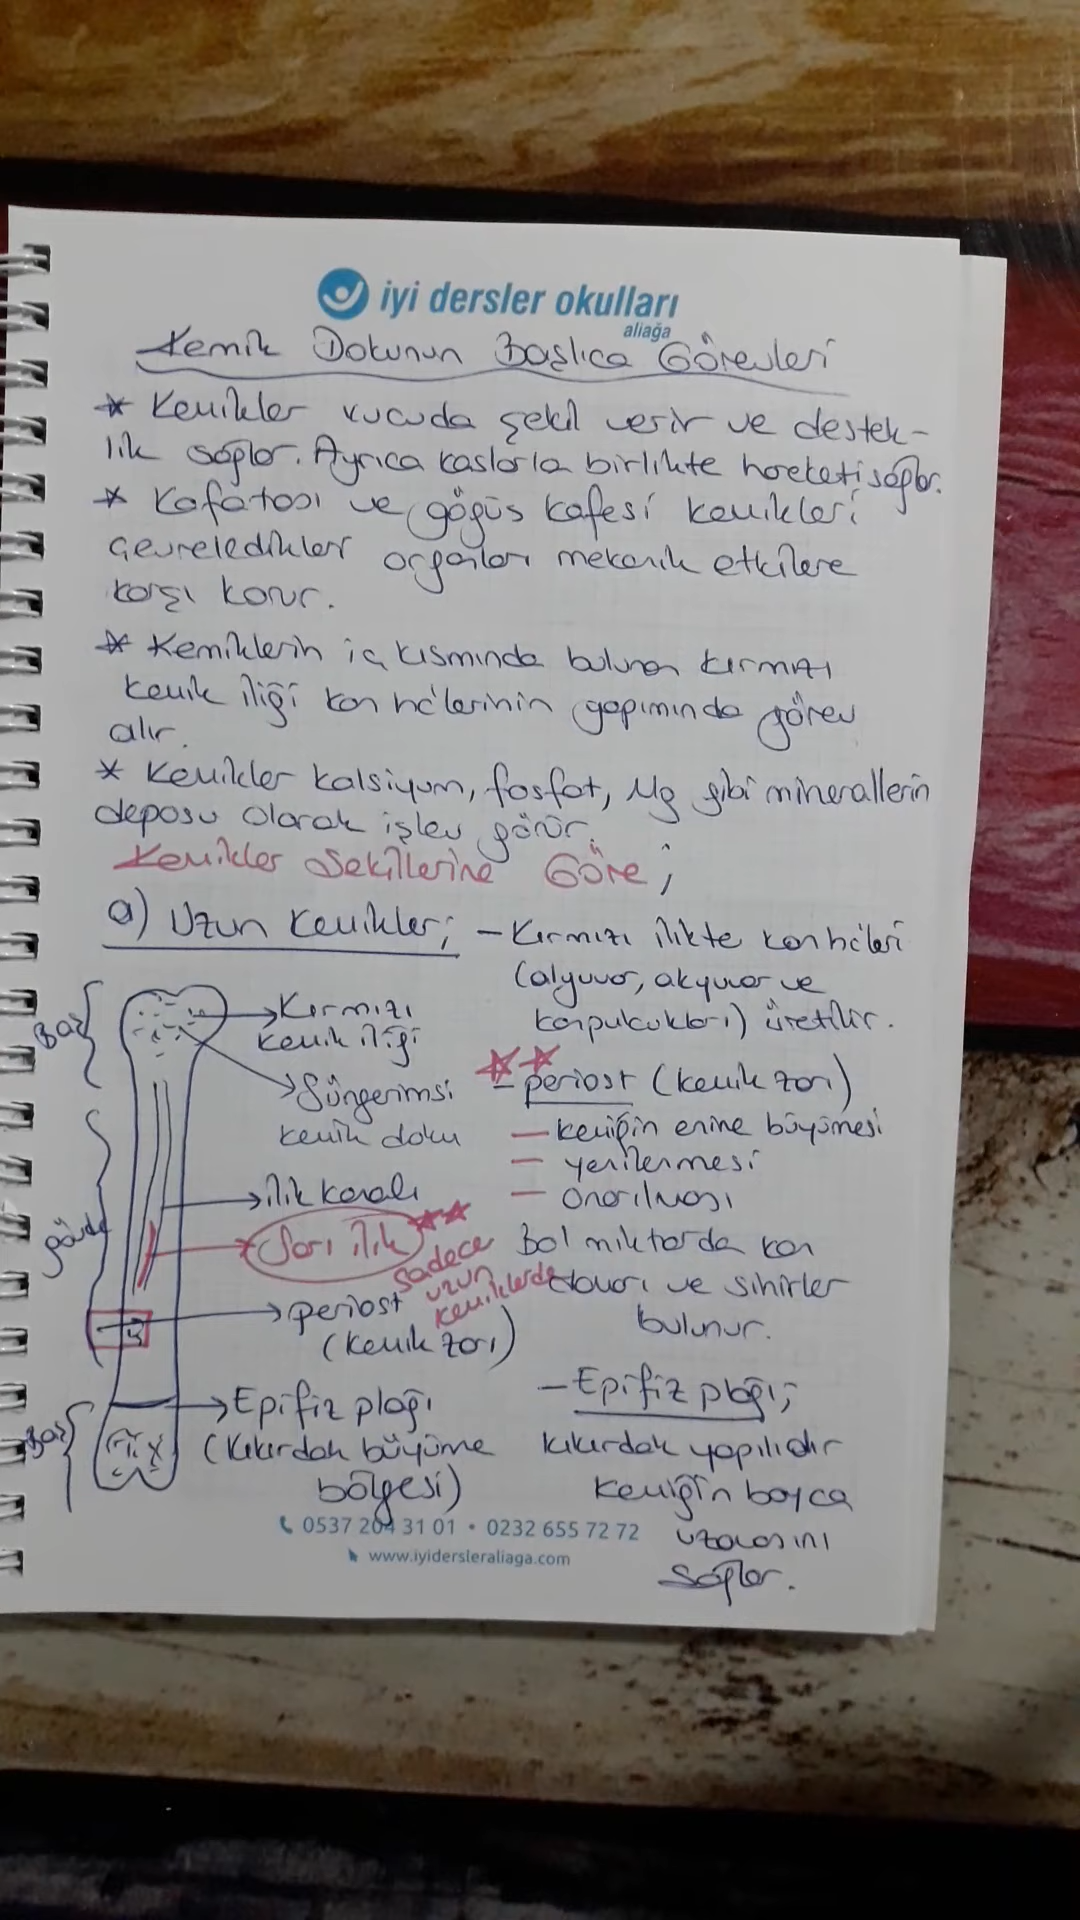 iyi dersler okulları
aliağa
Kemik Dokunun Başlıca Görevleri
* Kemikler vucuda şekil verir ve destek-
lik sağlar. Ayrıca kaslarla birlikte hareketi sağlar.
* Kafatası ve göğüs kafesi kemikleri
çevreledikleri organları mekanik etkilere
karşı korur.
* Kemiklerin iç kısmında bulunan kırmızı
kemik iliği kan hc'lerinin yapımında görev
alır.
* Kemikler kalsiyum, fosfat, Mg gibi minerallerin
deposu olarak işlev görür.
Kemikler Şekillerine Göre;
a) Uzun Kemikler;
- Kırmızı ilikte kan hc'leri
(alyuvar, akyuvar ve
kanpulcukları) üretilir.
Baş
Kırmızı
kemik iliği
Süngerimsi
kemik doku
** - periost (kemik zarı)
— kemiğin enine büyümesi
— yenilenmesi
— onarılması
Bol miktarda kan
damarı ve sinirler
bulunur.
gövde
ilik kanalı
* Sarı ilik **
sadece
uzun
kemiklerde
periost
(kemik zarı)
Baş
Epifiz plağı
(kıkırdak büyüme
bölgesi)
- Epifiz plağı;
kıkırdak yapılıdır
kemiğin boyca
uzamasını
sağlar.
0537 204 31 01 • 0232 655 72 72
www.iyidersleraliaga.com